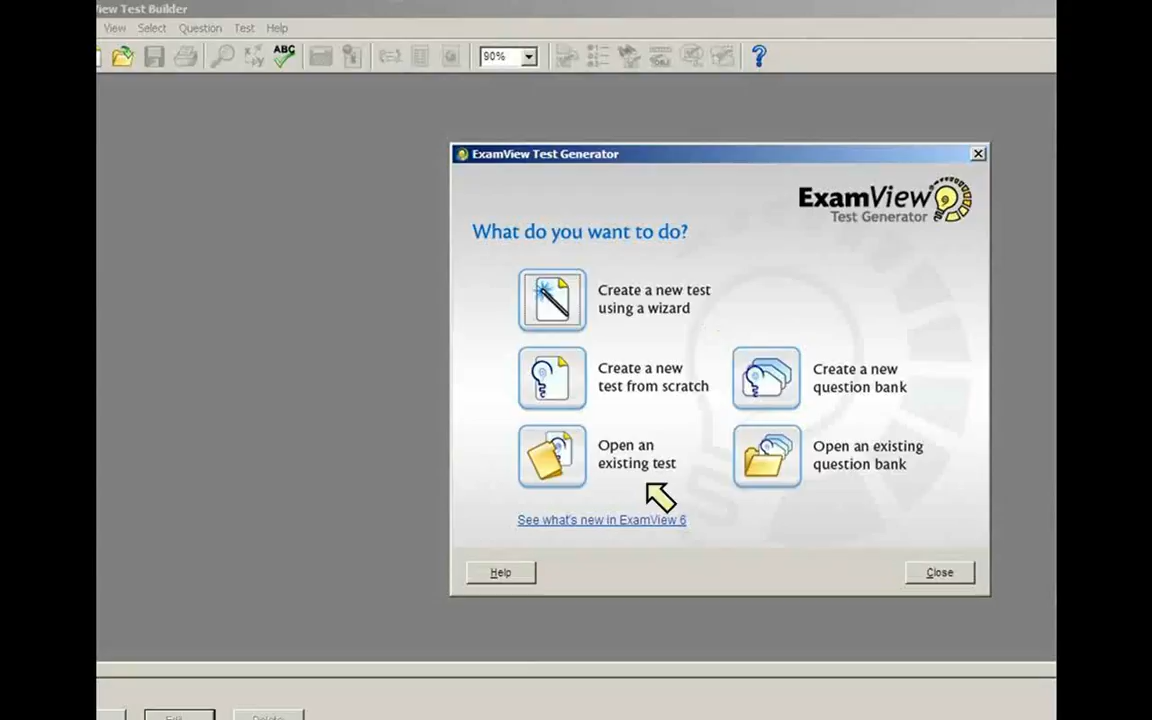 iew Test Builder
View Select Question Test Help
ABC
90%
?
ExamView Test Generator
ExamView
Test Generator
What do you want to do?
Create a new test
using a wizard
Create a new
test from scratch
Create a new
question bank
Open an
existing test
Open an existing
question bank
See what's new in ExamView 6
Help Close